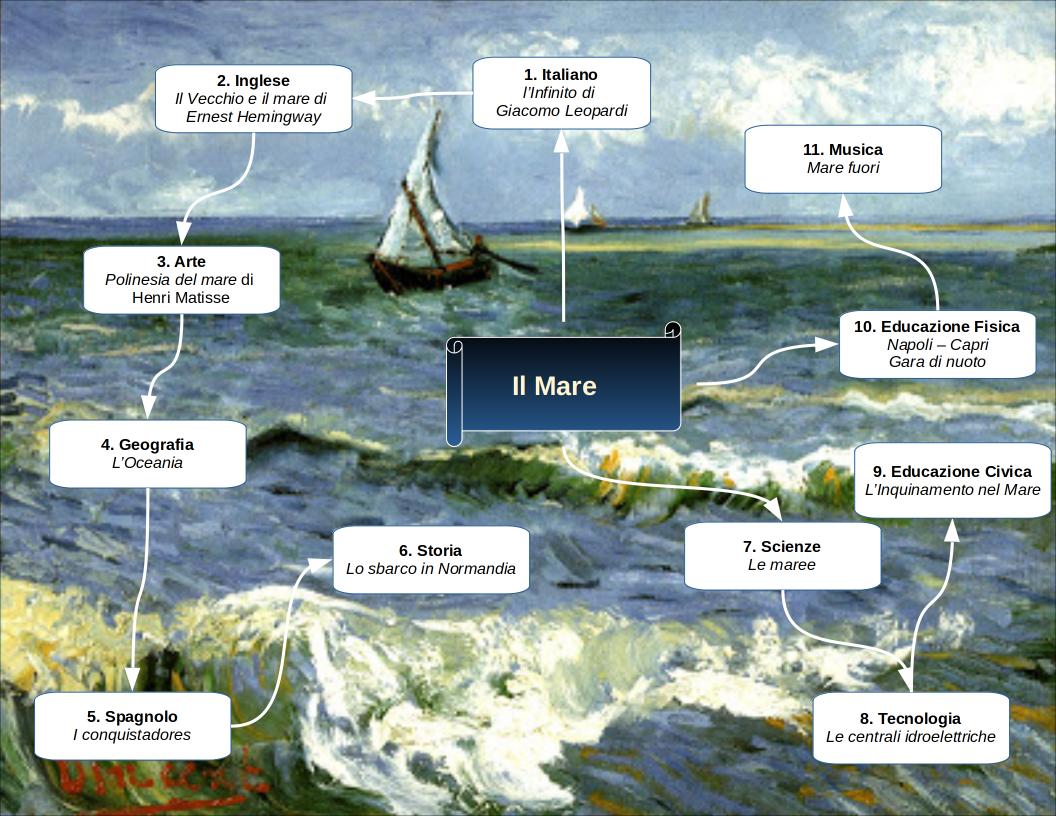 1. Italiano
l’Infinito di
Giacomo Leopardi
2. Inglese
Il Vecchio e il mare di
Ernest Hemingway
3. Arte
Polinesia del mare di
Henri Matisse
4. Geografia
L’Oceania
5. Spagnolo
I conquistadores
6. Storia
Lo sbarco in Normandia
Il Mare
7. Scienze
Le maree
8. Tecnologia
Le centrali idroelettriche
9. Educazione Civica
L’Inquinamento nel Mare
10. Educazione Fisica
Napoli – Capri
Gara di nuoto
11. Musica
Mare fuori
Vincent